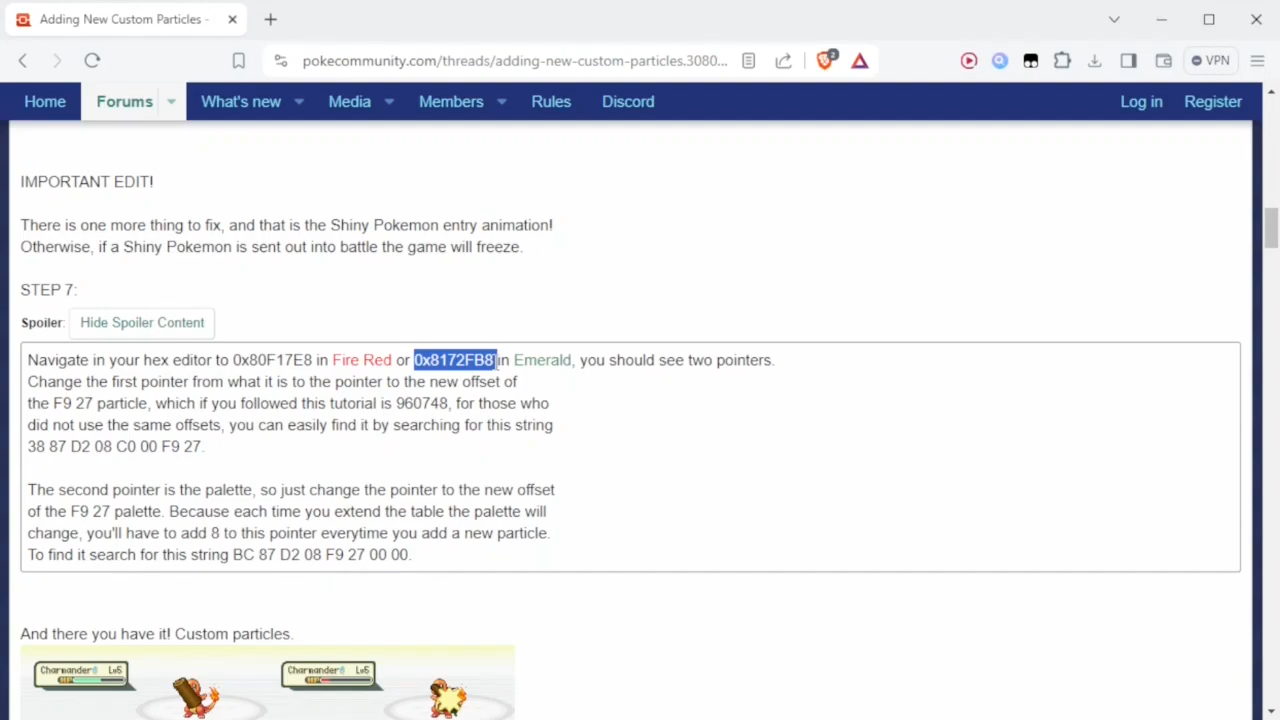 Adding New Custom Particles -
pokecommunity.com/threads/adding-new-custom-particles.3080...
2
VPN
Home
Forums
What's new
Media
Members
Rules
Discord
Log in
Register
IMPORTANT EDIT!
There is one more thing to fix, and that is the Shiny Pokemon entry animation!
Otherwise, if a Shiny Pokemon is sent out into battle the game will freeze.
STEP 7:
Spoiler: Hide Spoiler Content
Navigate in your hex editor to 0x80F17E8 in Fire Red or 0x8172FB8 in Emerald, you should see two pointers.
Change the first pointer from what it is to the pointer to the new offset of
the F9 27 particle, which if you followed this tutorial is 960748, for those who
did not use the same offsets, you can easily find it by searching for this string
38 87 D2 08 C0 00 F9 27.
The second pointer is the palette, so just change the pointer to the new offset
of the F9 27 palette. Because each time you extend the table the palette will
change, you'll have to add 8 to this pointer everytime you add a new particle.
To find it search for this string BC 87 D2 08 F9 27 00 00.
And there you have it! Custom particles.
Charmander Lv5
Charmander Lv5